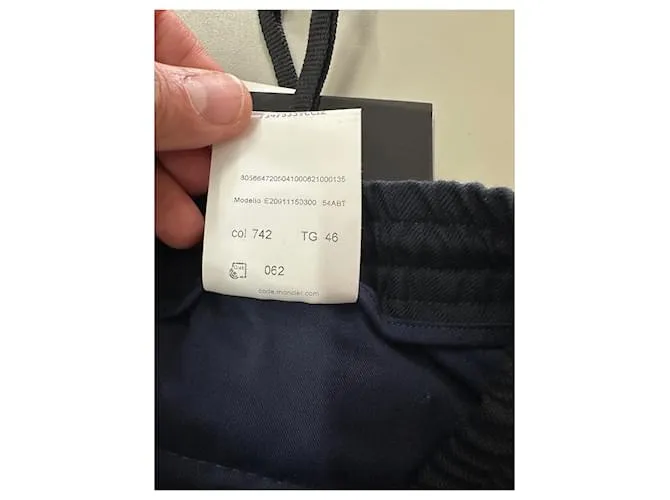 8056647205041000621000135
Modello E20911150300 54ABT
col 742 TG 46
062
code.moncler.com